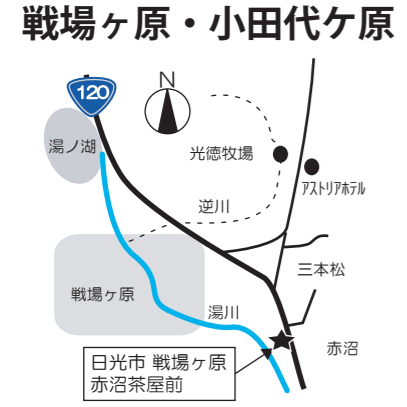 戦場ヶ原・小田代ケ原
120
N
湯ノ湖
光徳牧場
ｱｽﾄﾘｱﾎﾃﾙ
逆川
三本松
戦場ヶ原
湯川
赤沼
日光市 戦場ヶ原
赤沼茶屋前